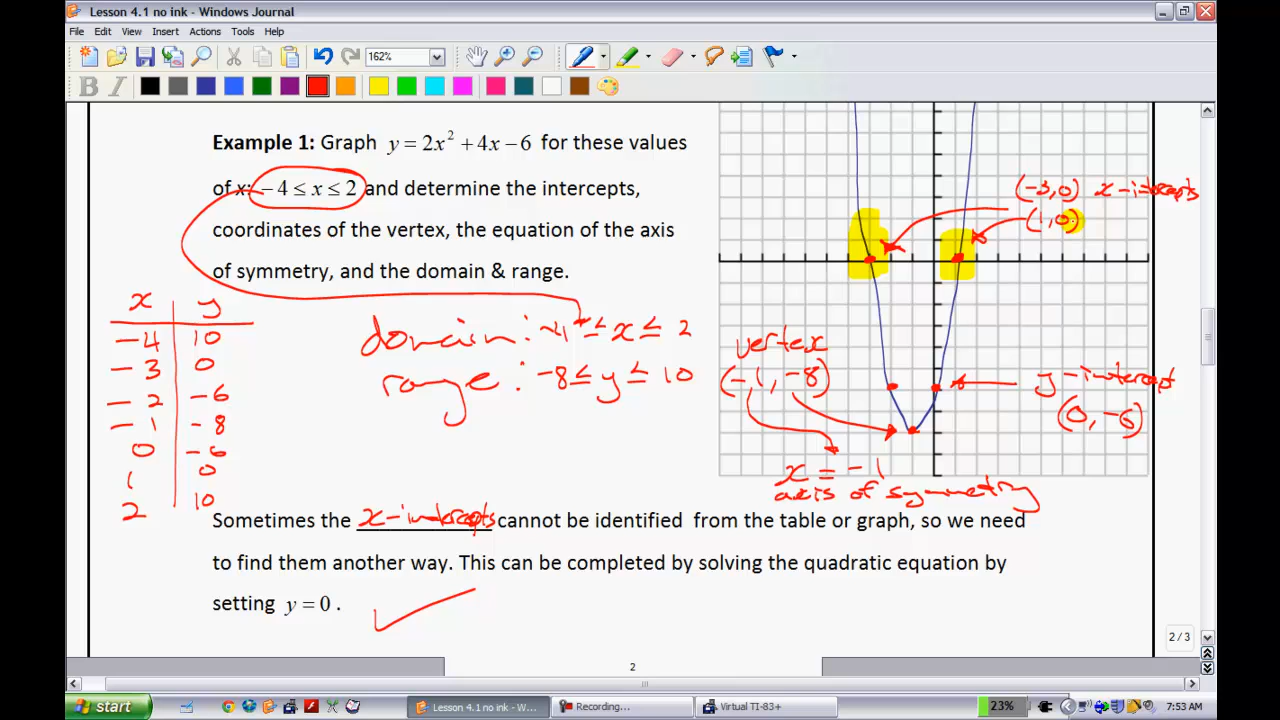 Lesson 4.1 no ink - Windows Journal
File Edit View Insert Actions Tools Help
162%
B I
Example 1: Graph y = 2x² + 4x − 6 for these values
of x: −4 ≤ x ≤ 2 and determine the intercepts,
coordinates of the vertex, the equation of the axis
of symmetry, and the domain & range.
x y
-4 10
-3 0
-2 -6
-1 -8
0 -6
1 0
2 10
domain: -4 ≤ x ≤ 2
range: -8 ≤ y ≤ 10
(-3,0) x-intercepts
(1,0)
vertex
(-1, -8)
y-intercept
(0, -6)
x = -1
axis of symmetry
Sometimes the x-intercepts cannot be identified from the table or graph, so we need
to find them another way. This can be completed by solving the quadratic equation by
setting y = 0 .
2
2 / 3
start
Lesson 4.1 no ink - W...
Recording...
Virtual TI-83+
23%
7:53 AM